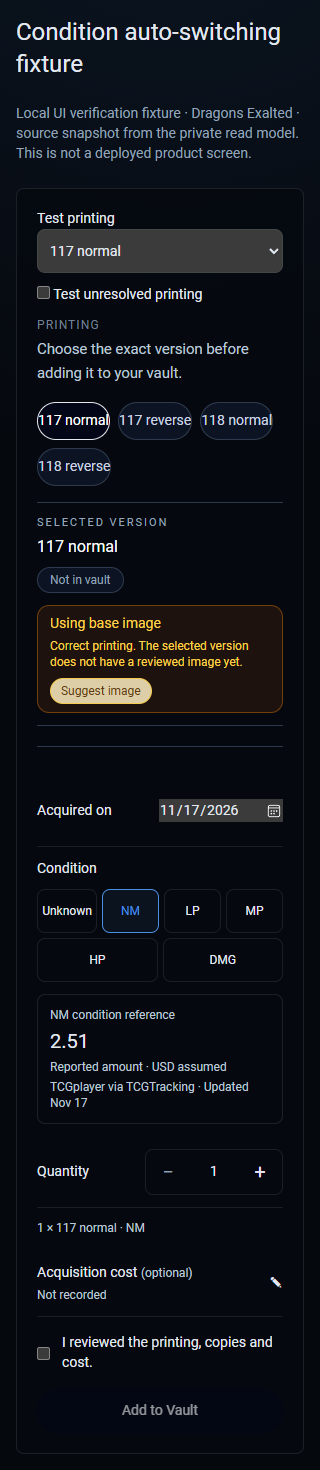 Condition auto-switching
fixture
Local UI verification fixture · Dragons Exalted ·
source snapshot from the private read model.
This is not a deployed product screen.
Test printing
117 normal
Test unresolved printing
PRINTING
Choose the exact version before
adding it to your vault.
117 normal 117 reverse 118 normal
118 reverse
SELECTED VERSION
117 normal
Not in vault
Using base image
Correct printing. The selected version
does not have a reviewed image yet.
Suggest image
Acquired on 11/17/2026
Condition
Unknown NM LP MP
HP DMG
NM condition reference
2.51
Reported amount · USD assumed
TCGplayer via TCGTracking · Updated
Nov 17
Quantity − 1 +
1 × 117 normal · NM
Acquisition cost (optional)
Not recorded
I reviewed the printing, copies and
cost.
Add to Vault